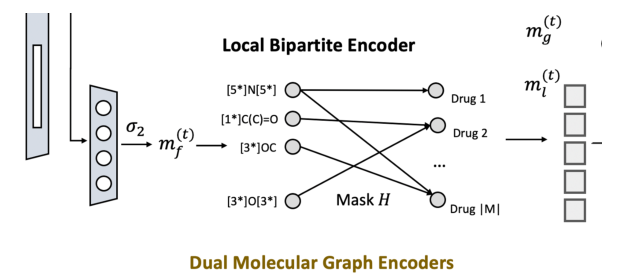 m_g^(t)
Local Bipartite Encoder
m_l^(t)
[5*]N[5*]
Drug 1
[1*]C(C)=O
σ2
m_f^(t)
Drug 2
[3*]OC
...
[3*]O[3*]
Mask H
Drug |M|
Dual Molecular Graph Encoders